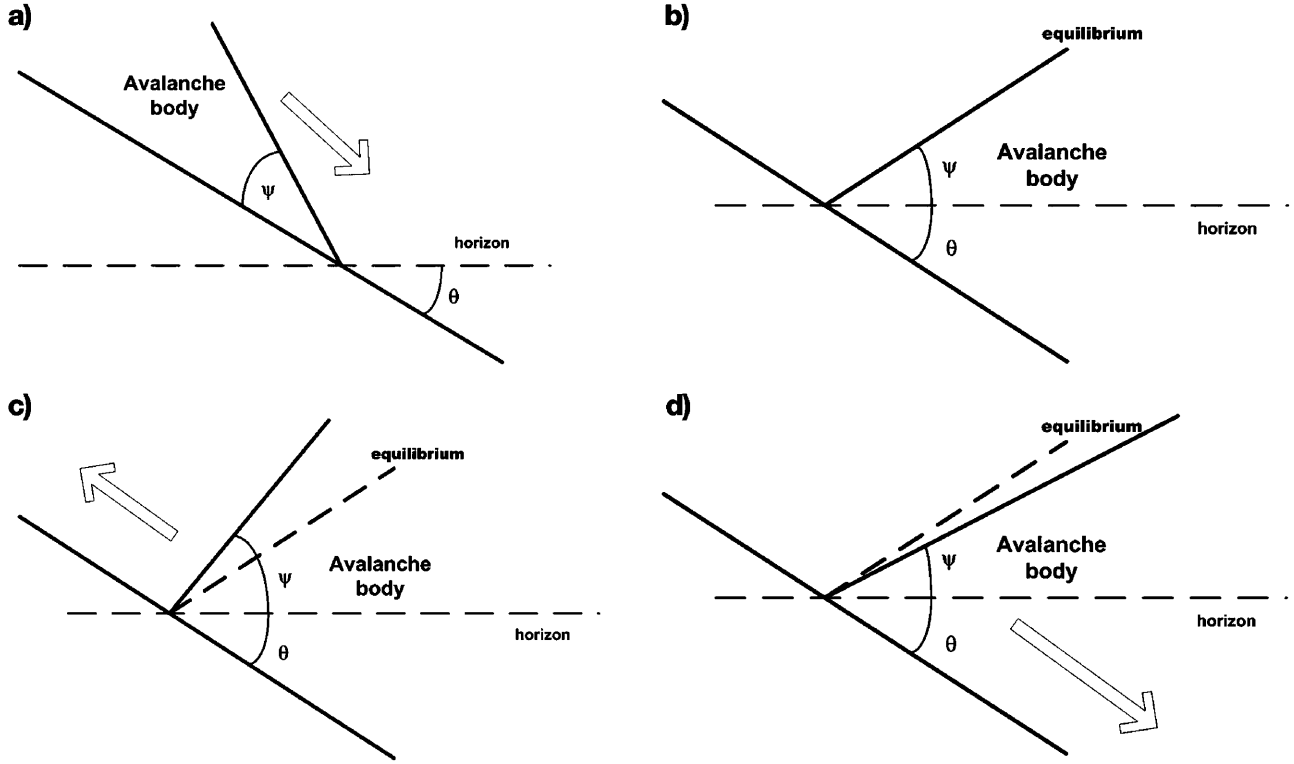 a)
Avalanche
body
ψ
horizon
θ
b)
equilibrium
ψ
Avalanche
body
θ
horizon
c)
equilibrium
Avalanche
body
ψ
horizon
θ
d)
equilibrium
ψ
Avalanche
body
horizon
θ